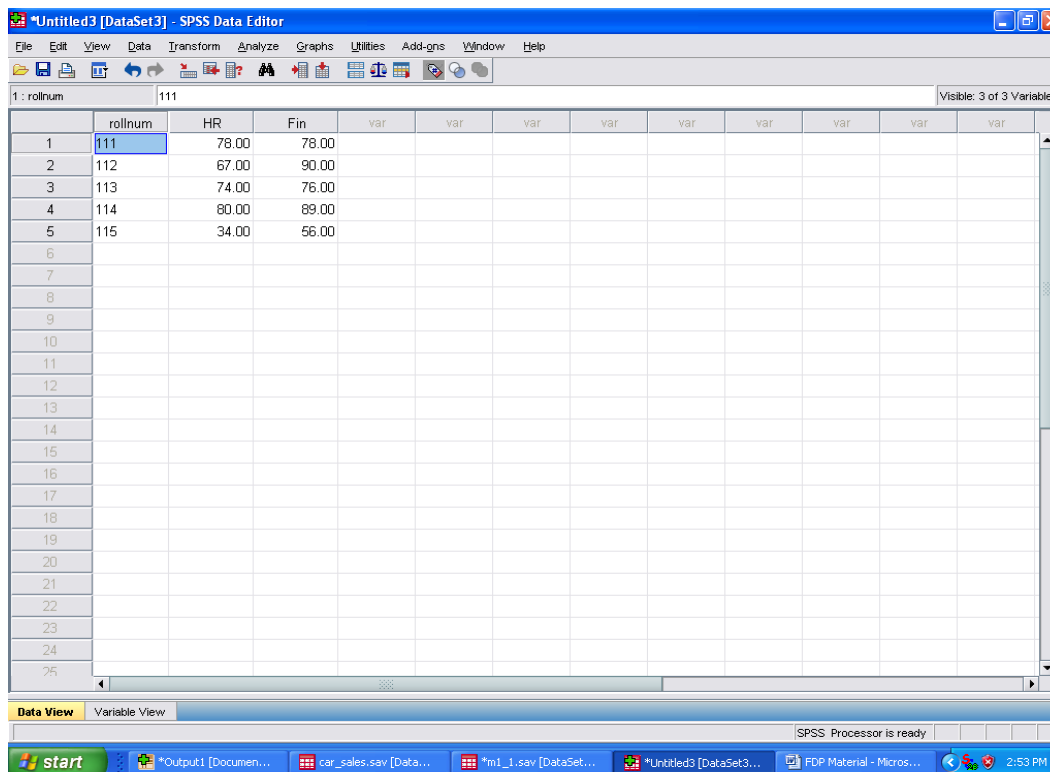 *Untitled3 [DataSet3] - SPSS Data Editor
File Edit View Data Transform Analyze Graphs Utilities Add-ons Window Help
1 : rollnum 111 Visible: 3 of 3 Variable
rollnum HR Fin var var var var var var var var var
1 111 78.00 78.00
2 112 67.00 90.00
3 113 74.00 76.00
4 114 80.00 89.00
5 115 34.00 56.00
6
7
8
9
10
11
12
13
14
15
16
17
18
19
20
21
22
23
24
25
Data View Variable View
SPSS Processor is ready
start *Output1 [Documen... car_sales.sav [Data... *m1_1.sav [DataSet... *Untitled3 [DataSet3... FDP Material - Micros... 2:53 PM